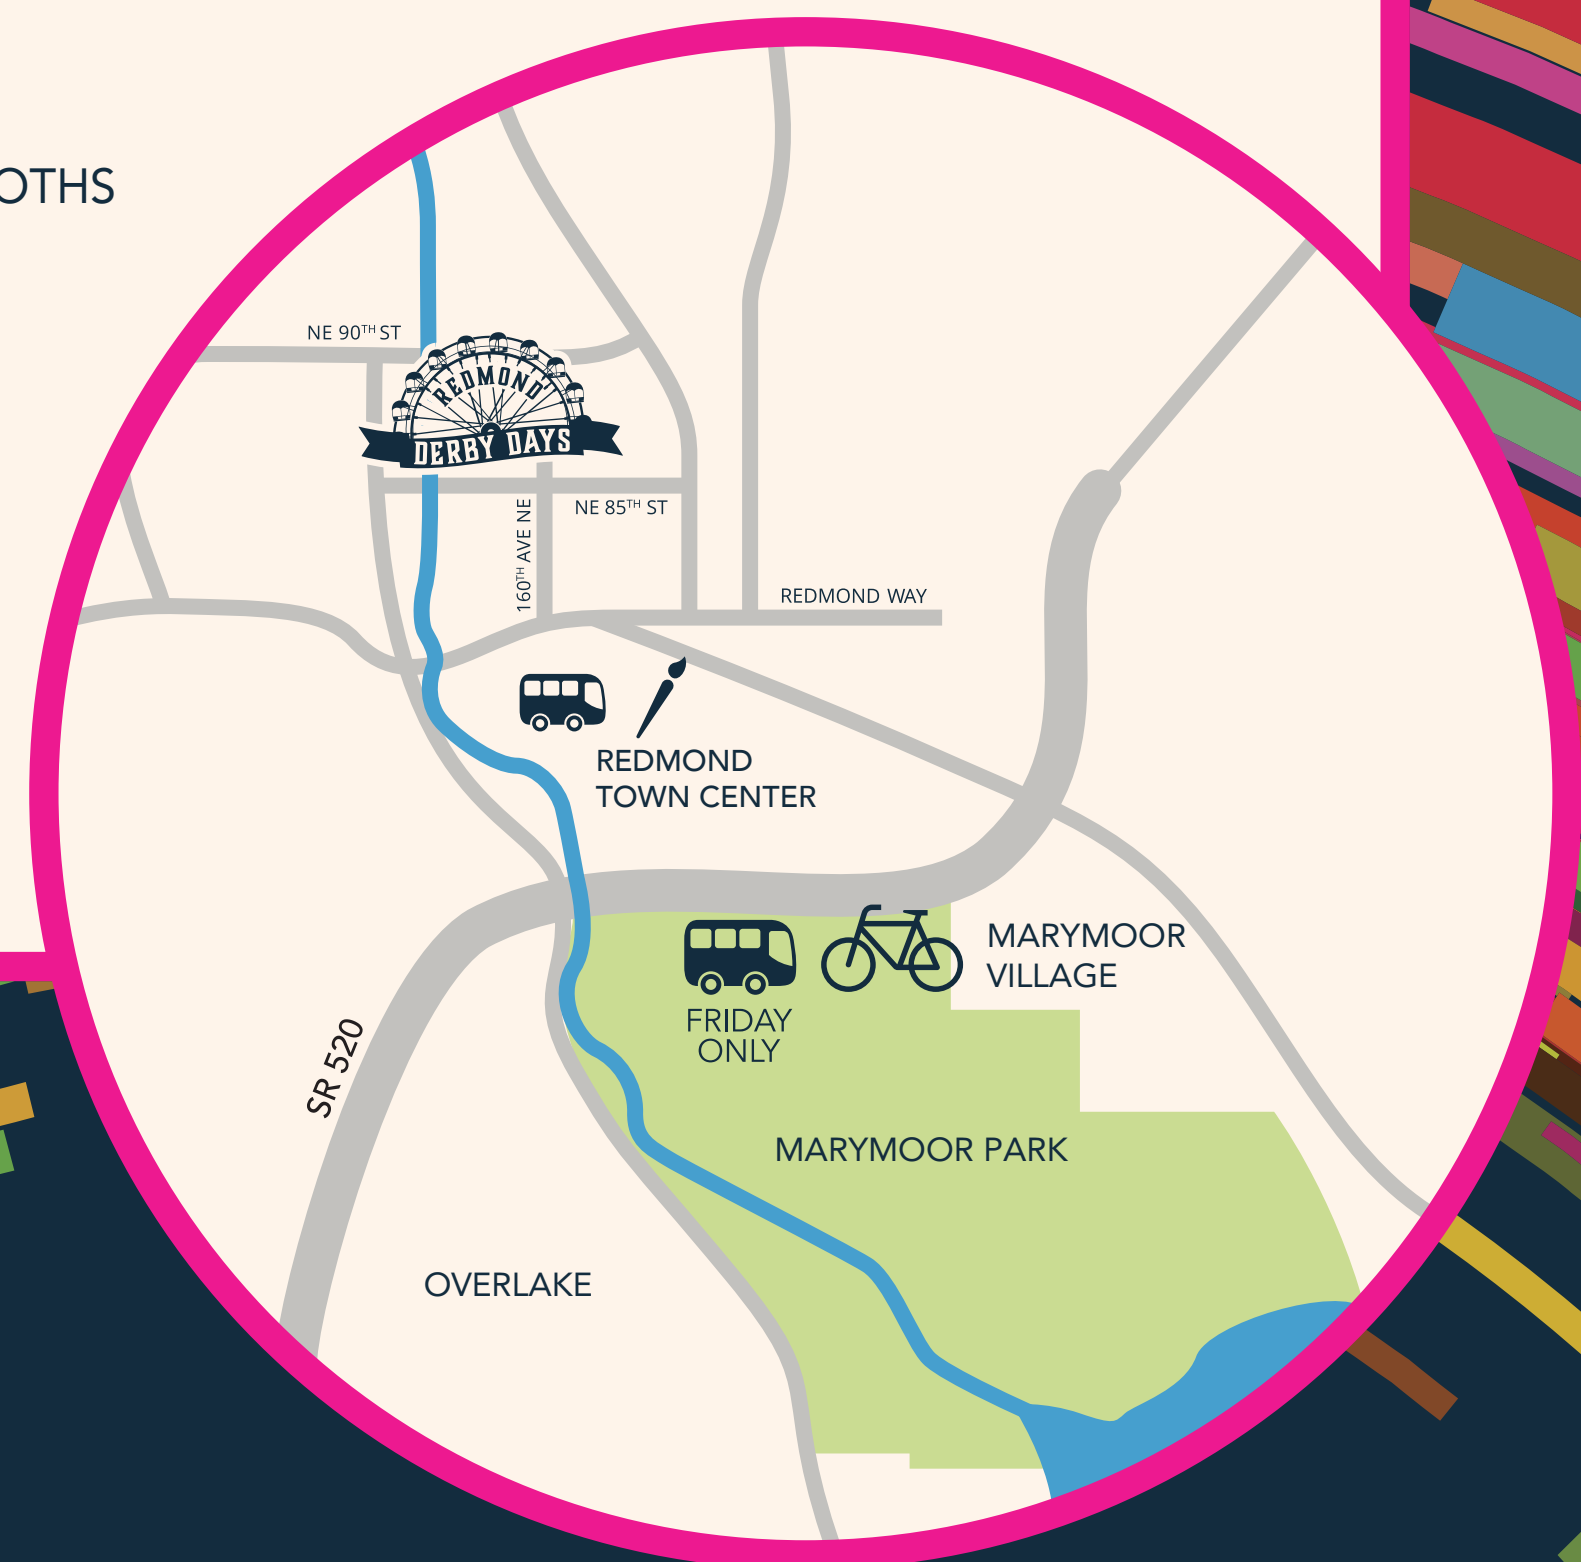 OTHS
NE 90TH ST
REDMOND
DERBY DAYS
NE 85TH ST
160TH AVE NE
REDMOND WAY
REDMOND
TOWN CENTER
MARYMOOR
VILLAGE
FRIDAY
ONLY
SR 520
MARYMOOR PARK
OVERLAKE